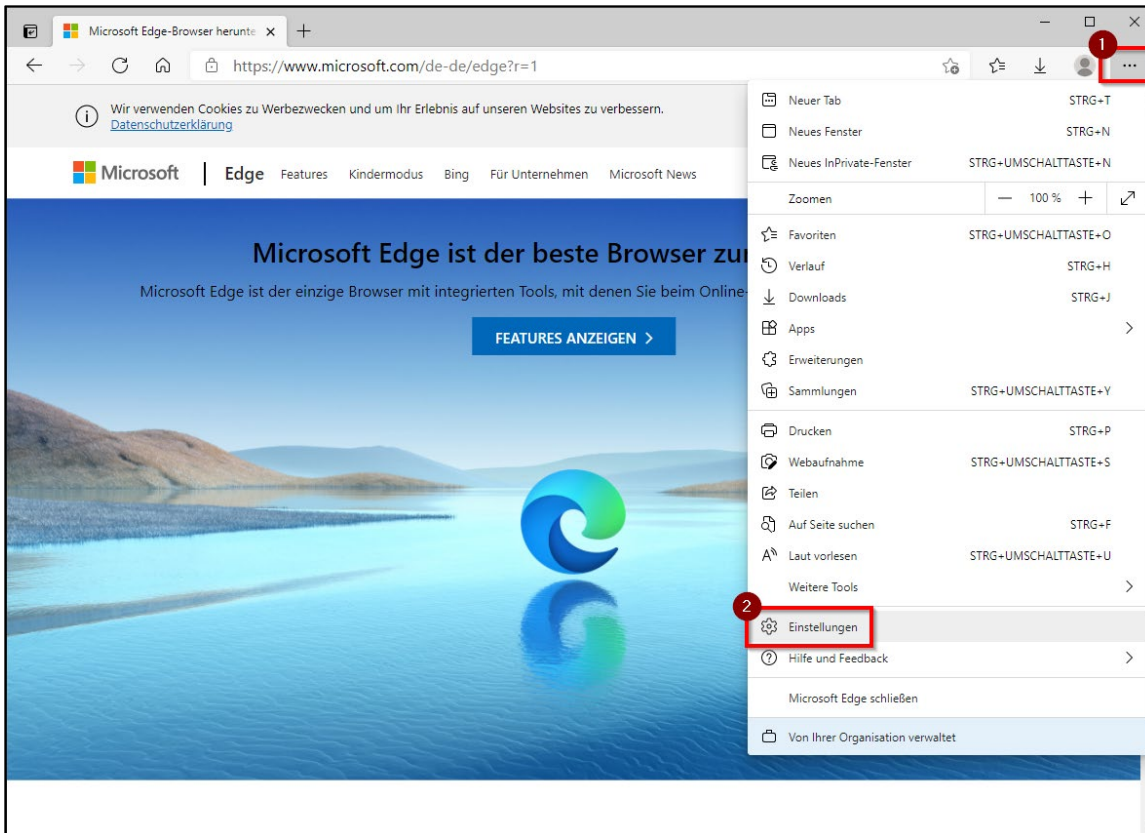 Microsoft Edge-Browser herunte
1
https://www.microsoft.com/de-de/edge?r=1
Wir verwenden Cookies zu Werbezwecken und um Ihr Erlebnis auf unseren Websites zu verbessern.
Datenschutzerklärung
Microsoft Edge Features Kindermodus Bing Für Unternehmen Microsoft News
Microsoft Edge ist der beste Browser zu
Microsoft Edge ist der einzige Browser mit integrierten Tools, mit denen Sie beim Online-
FEATURES ANZEIGEN >
Neuer Tab STRG+T
Neues Fenster STRG+N
Neues InPrivate-Fenster STRG+UMSCHALTTASTE+N
Zoomen — 100 % +
Favoriten STRG+UMSCHALTTASTE+O
Verlauf STRG+H
Downloads STRG+J
Apps
Erweiterungen
Sammlungen STRG+UMSCHALTTASTE+Y
Drucken STRG+P
Webaufnahme STRG+UMSCHALTTASTE+S
Teilen
Auf Seite suchen STRG+F
Laut vorlesen STRG+UMSCHALTTASTE+U
Weitere Tools
2
Einstellungen
Hilfe und Feedback
Microsoft Edge schließen
Von Ihrer Organisation verwaltet